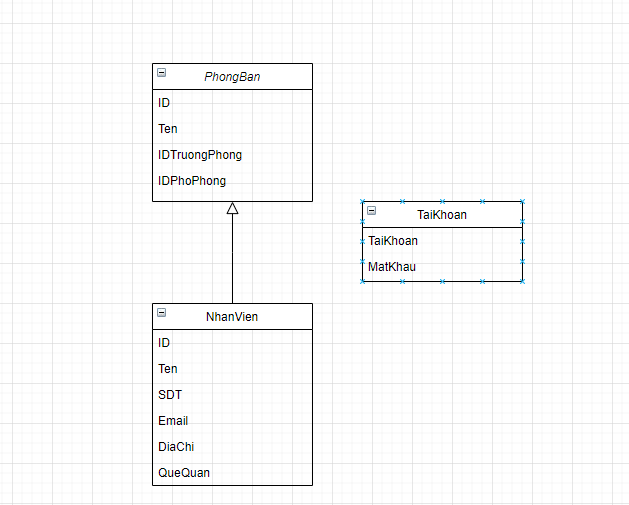 PhongBan
ID
Ten
IDTruongPhong
IDPhoPhong
TaiKhoan
TaiKhoan
MatKhau
NhanVien
ID
Ten
SDT
Email
DiaChi
QueQuan